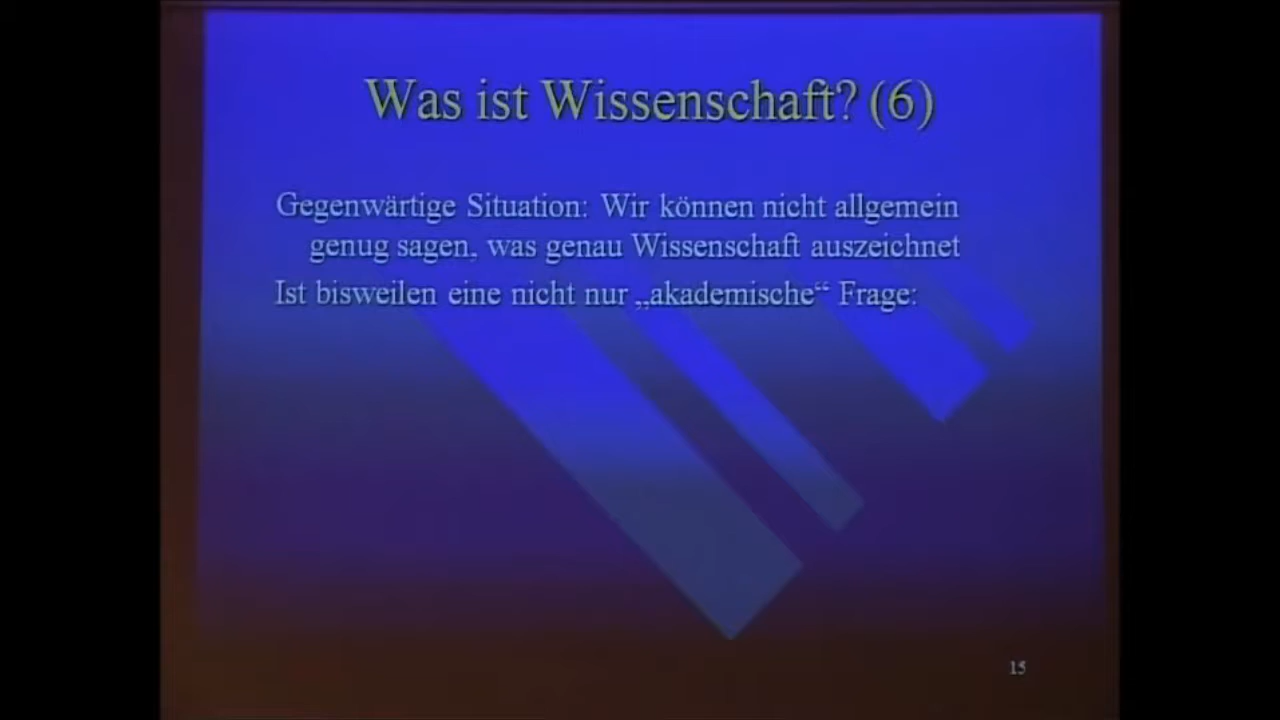 Was ist Wissenschaft? (6)
Gegenwärtige Situation: Wir können nicht allgemein
genug sagen, was genau Wissenschaft auszeichnet
Ist bisweilen eine nicht nur „akademische“ Frage:
15